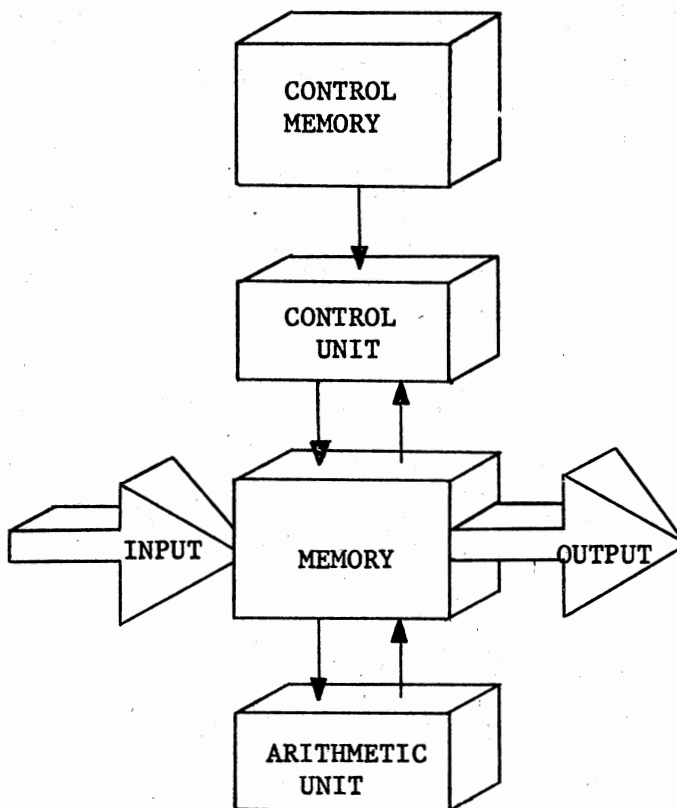 CONTROL
MEMORY
CONTROL
UNIT
INPUT
MEMORY
OUTPUT
ARITHMETIC
UNIT